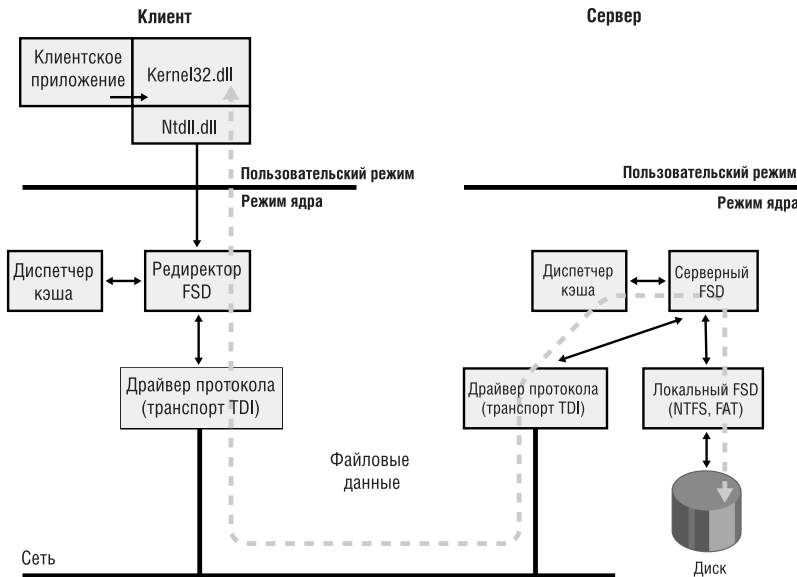 Клиент
Сервер
Клиентское
приложение
Kernel32.dll
Ntdll.dll
Пользовательский режим
Режим ядра
Пользовательский режим
Режим ядра
Диспетчер
кэша
Редиректор
FSD
Диспетчер
кэша
Серверный
FSD
Драйвер протокола
(транспорт TDI)
Драйвер протокола
(транспорт TDI)
Локальный FSD
(NTFS, FAT)
Файловые
данные
Сеть
Диск